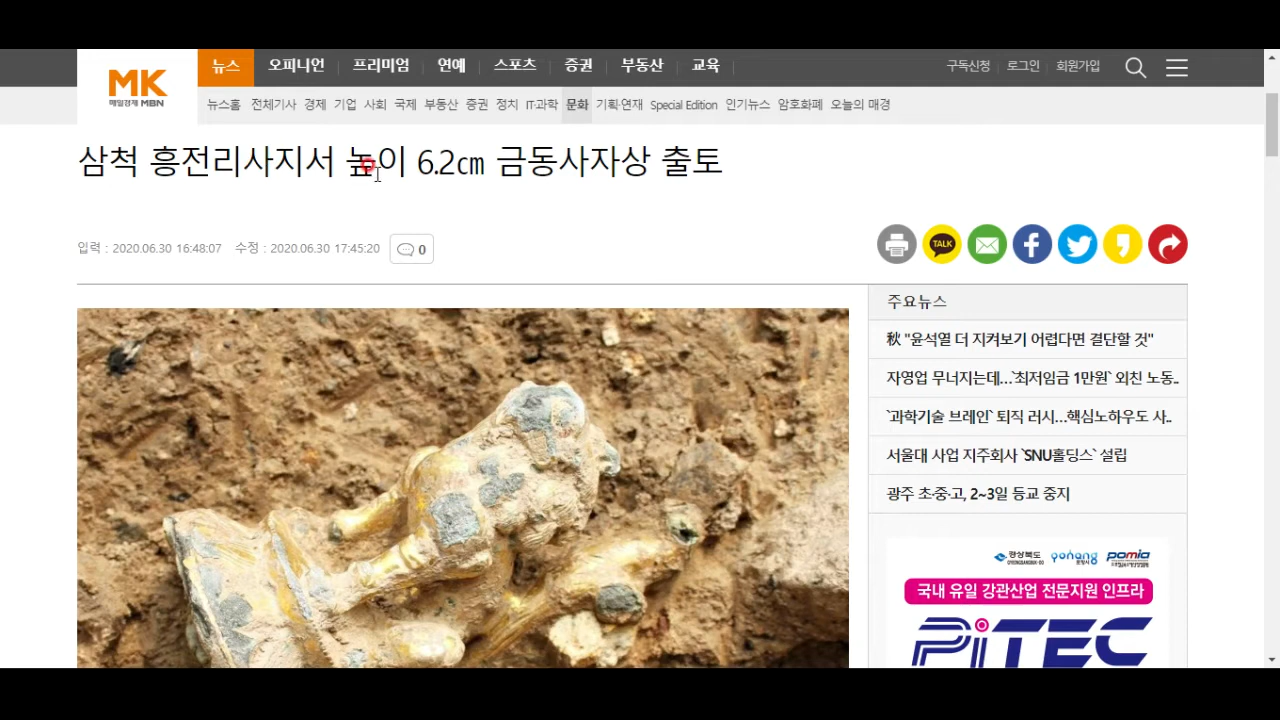 MK
매일경제 MBN
뉴스 오피니언 프리미엄 연예 스포츠 증권 부동산 교육
구독신청 로그인 회원가입
뉴스홈 전체기사 경제 기업 사회 국제 부동산 증권 정치 IT·과학 문화 기획·연재 Special Edition 인기뉴스 암호화폐 오늘의 매경
삼척 흥전리사지서 높이 6.2㎝ 금동사자상 출토
입력 : 2020.06.30 16:48:07 수정 : 2020.06.30 17:45:20 0
TALK
주요뉴스
秋 "윤석열 더 지켜보기 어렵다면 결단할 것"
자영업 무너지는데…`최저임금 1만원` 외친 노동..
`과학기술 브레인` 퇴직 러시…핵심노하우도 사..
서울대 사업 지주회사 `SNU홀딩스` 설립
광주 초·중·고, 2~3일 등교 중지
경상북도 pohang pomia
국내 유일 강관산업 전문지원 인프라
PiTEC